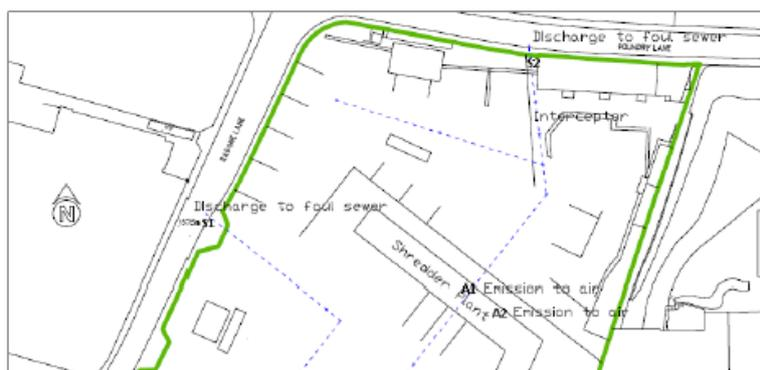 Discharge to foul sewer
FOUNDRY LANE
S2
Interceptor
Discharge to foul sewer
S1
N
Shredder plant
A1 Emission to air
A2 Emission to air